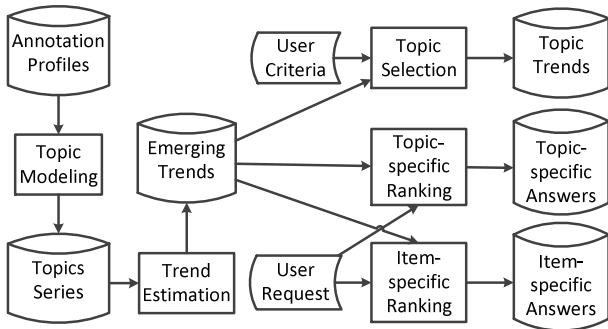 Annotation
Profiles
Topic
Modeling
Topics
Series
Trend
Estimation
Emerging
Trends
User
Criteria
Topic
Selection
Topic
Trends
Topic-
specific
Ranking
Topic-
specific
Answers
User
Request
Item-
specific
Ranking
Item-
specific
Answers